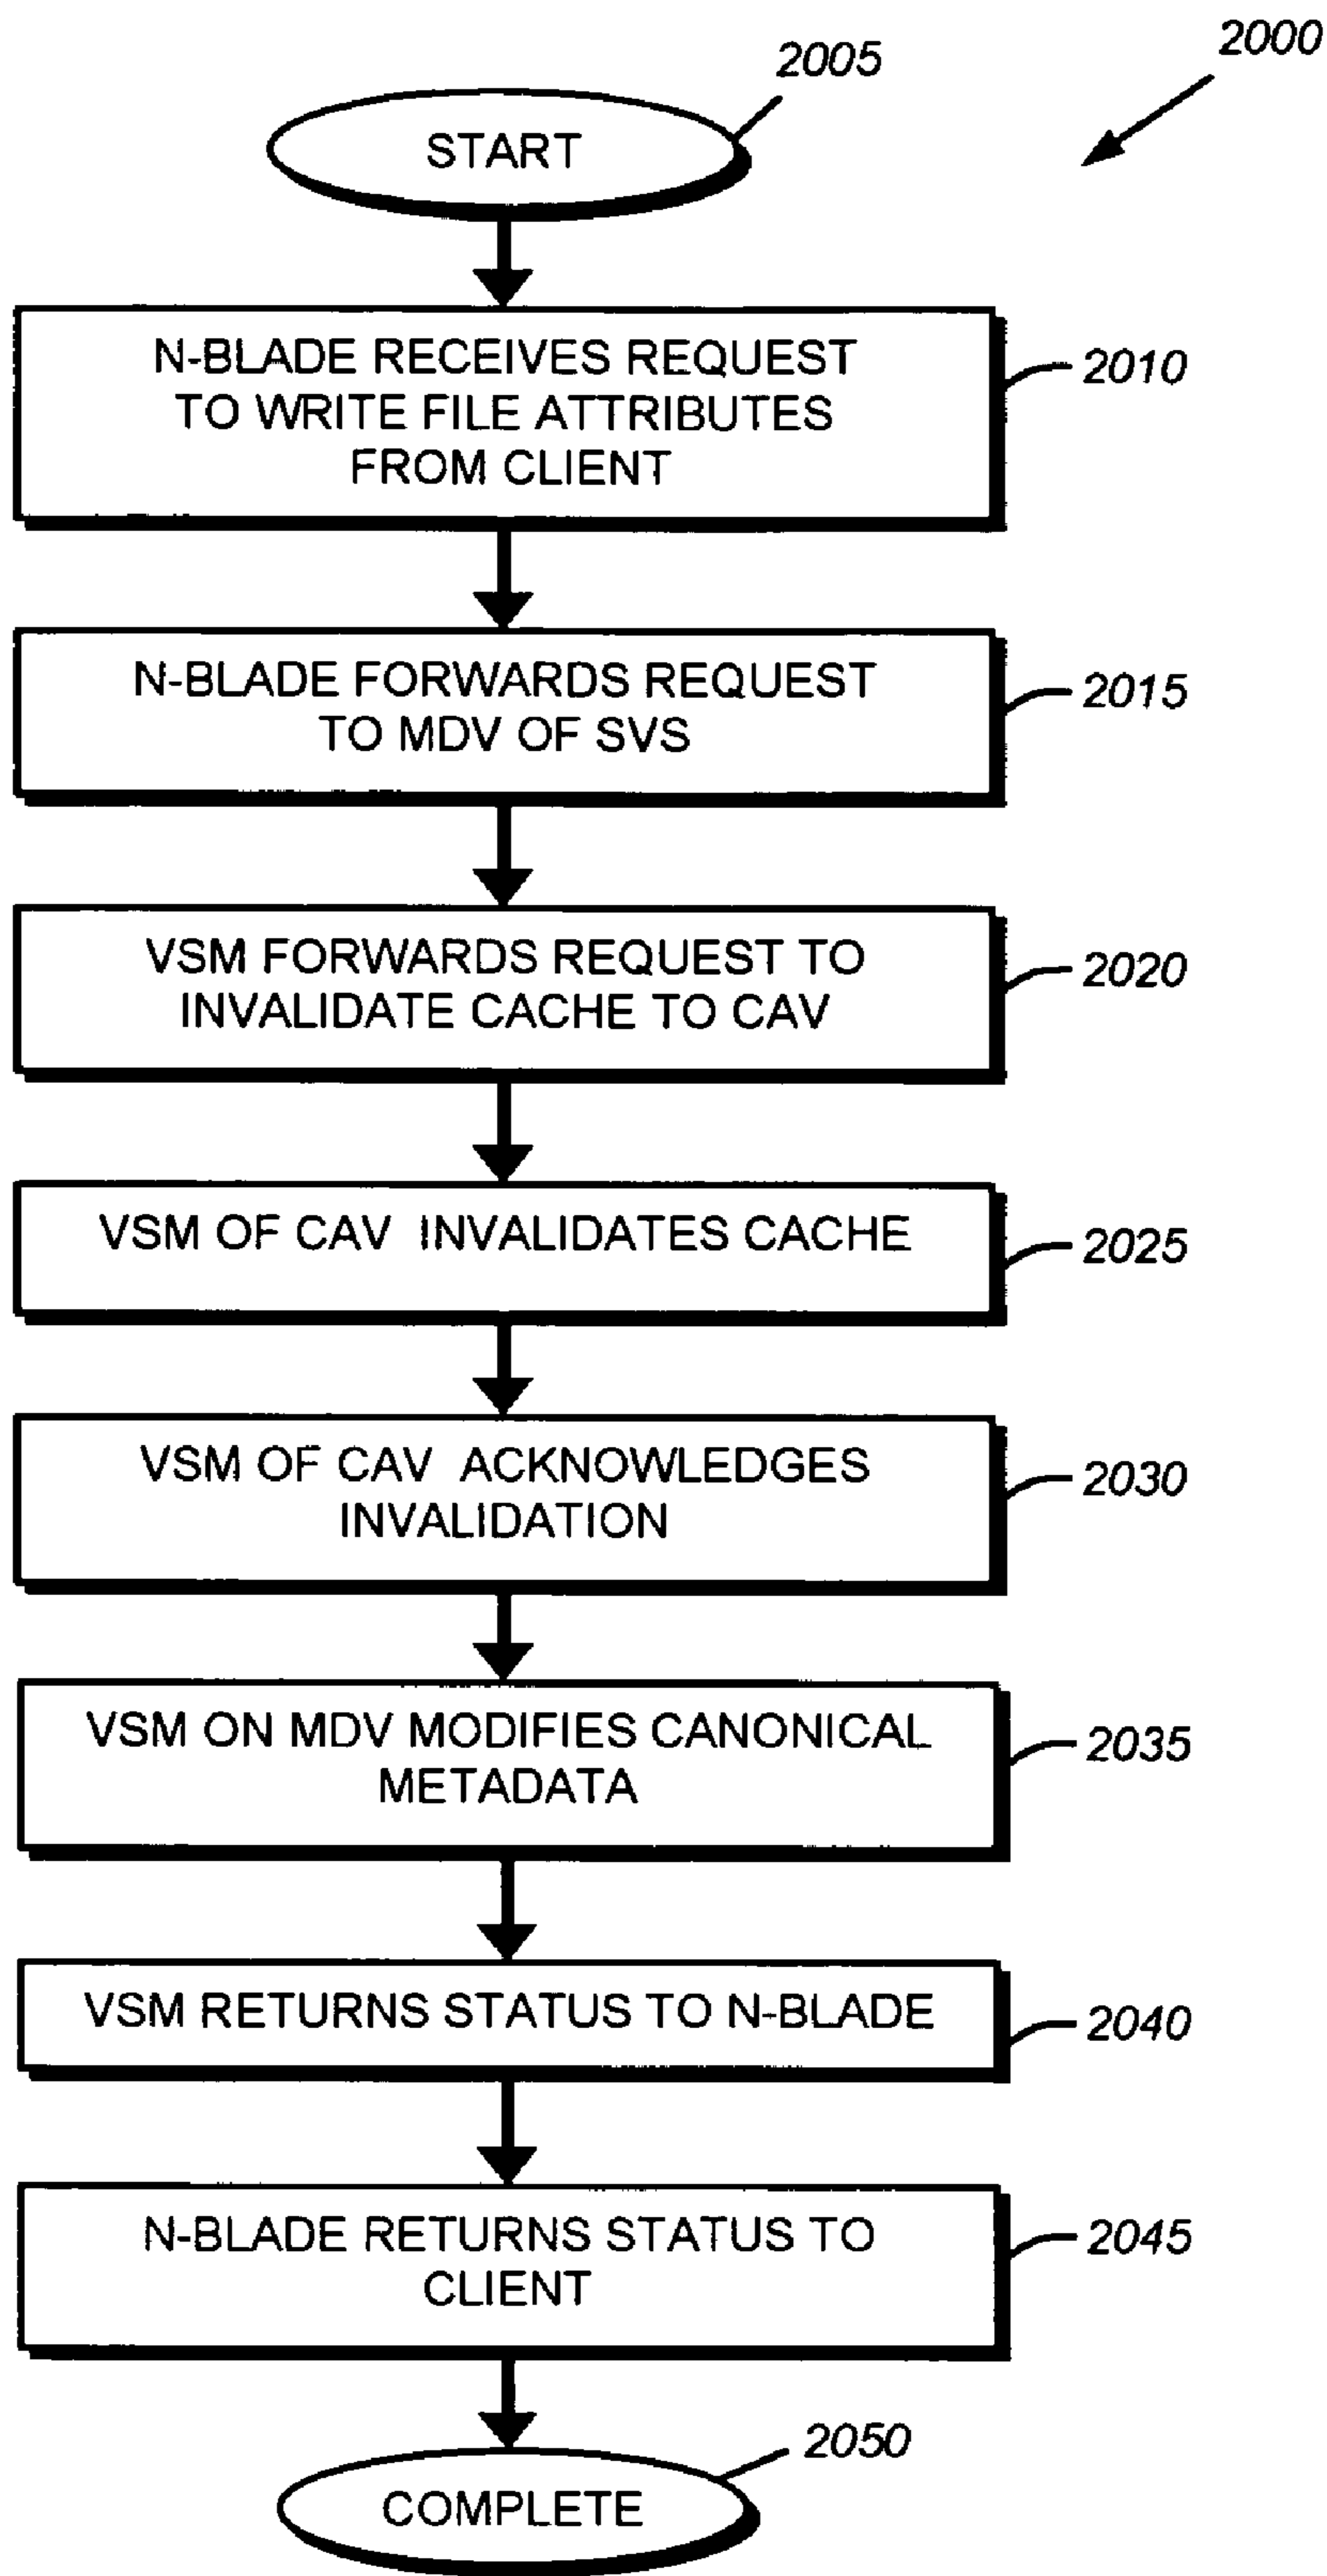 2000
2005
START
N-BLADE RECEIVES REQUEST
TO WRITE FILE ATTRIBUTES
FROM CLIENT
2010
N-BLADE FORWARDS REQUEST
TO MDV OF SVS
2015
VSM FORWARDS REQUEST TO
INVALIDATE CACHE TO CAV
2020
VSM OF CAV INVALIDATES CACHE
2025
VSM OF CAV ACKNOWLEDGES
INVALIDATION
2030
VSM ON MDV MODIFIES CANONICAL
METADATA
2035
VSM RETURNS STATUS TO N-BLADE
2040
N-BLADE RETURNS STATUS TO
CLIENT
2045
2050
COMPLETE